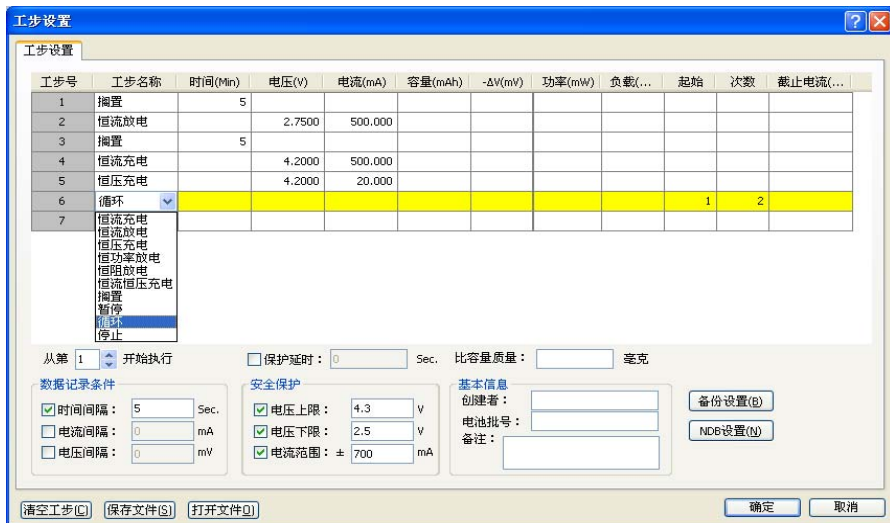 工步设置
工步设置
工步号 工步名称 时间(Min) 电压(V) 电流(mA) 容量(mAh) -ΔV(mV) 功率(mW) 负载(... 起始 次数 截止电流(...
1 搁置 5
2 恒流放电 2.7500 500.000
3 搁置 5
4 恒流充电 4.2000 500.000
5 恒压充电 4.2000 20.000
6 循环 1 2
7
恒流充电
恒流放电
恒压充电
恒功率放电
恒阻放电
恒流恒压充电
搁置
暂停
循环
停止
从第 1 开始执行 保护延时： 0 Sec. 比容量质量： 毫克
数据记录条件 安全保护 基本信息
时间间隔： 5 Sec. 电压上限： 4.3 V 创建者： 备份设置(B)
电流间隔： 0 mA 电压下限： 2.5 V 电池批号： NDB设置(N)
电压间隔： 0 mV 电流范围： ± 700 mA 备注：
清空工步(C) 保存文件(S) 打开文件(O) 确定 取消